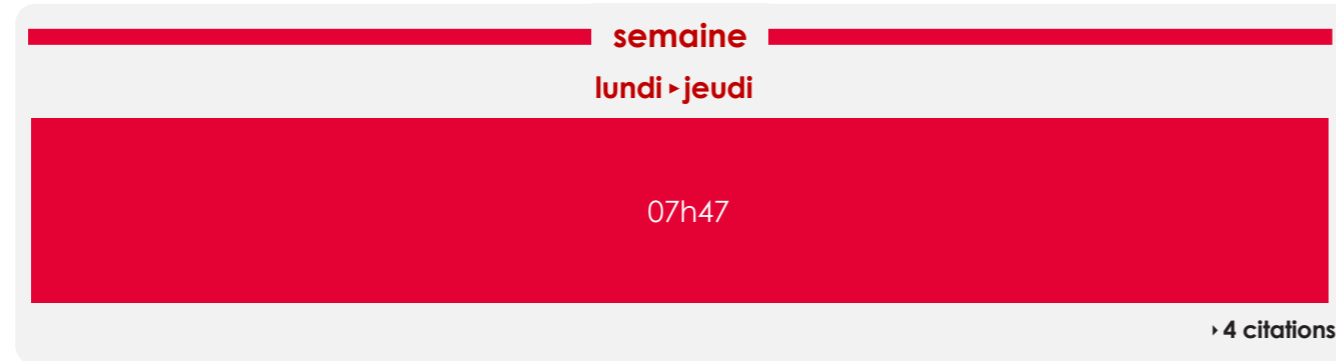 semaine
lundi ▸ jeudi
07h47
▸ 4 citations